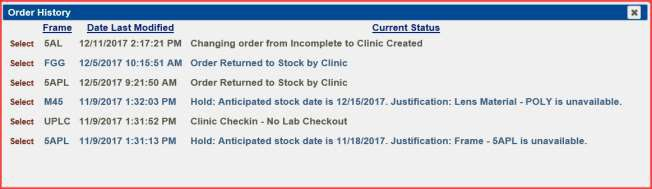 Order History
Frame Date Last Modified Current Status
Select 5AL 12/11/2017 2:17:21 PM Changing order from Incomplete to Clinic Created
Select FGG 12/5/2017 10:15:51 AM Order Returned to Stock by Clinic
Select 5APL 12/5/2017 9:21:50 AM Order Returned to Stock by Clinic
Select M45 11/9/2017 1:32:03 PM Hold: Anticipated stock date is 12/15/2017. Justification: Lens Material - POLY is unavailable.
Select UPLC 11/9/2017 1:31:52 PM Clinic Checkin - No Lab Checkout
Select 5APL 11/9/2017 1:31:13 PM Hold: Anticipated stock date is 11/18/2017. Justification: Frame - 5APL is unavailable.